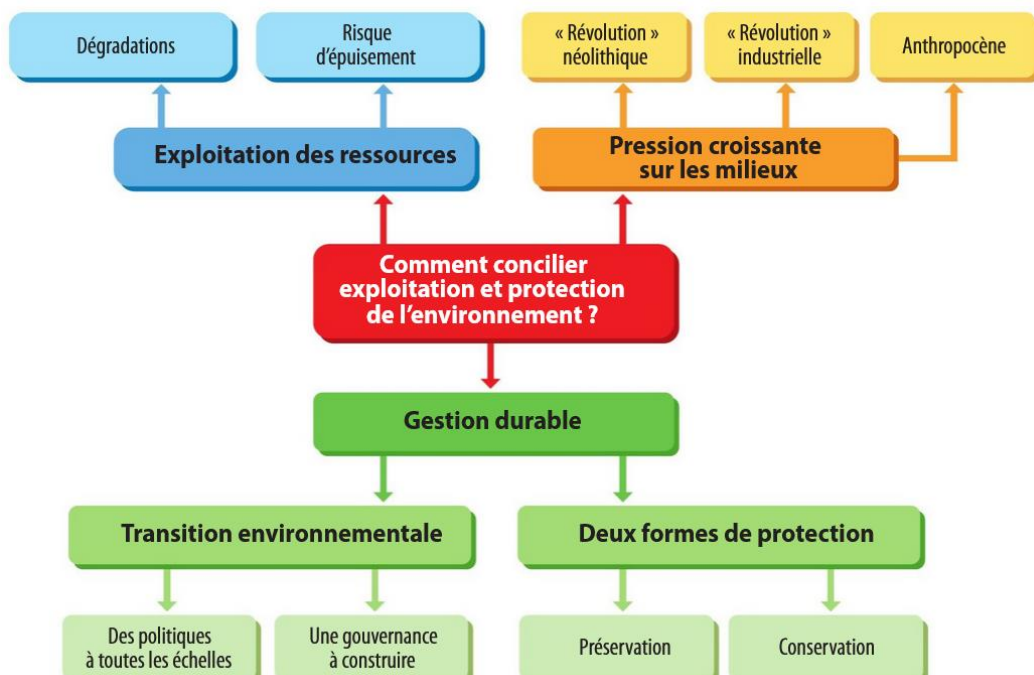 Dégradations
Risque
d'épuisement
« Révolution »
néolithique
« Révolution »
industrielle
Anthropocène
Exploitation des ressources
Pression croissante
sur les milieux
Comment concilier
exploitation et protection
de l'environnement ?
Gestion durable
Transition environnementale
Deux formes de protection
Des politiques
à toutes les échelles
Une gouvernance
à construire
Préservation
Conservation